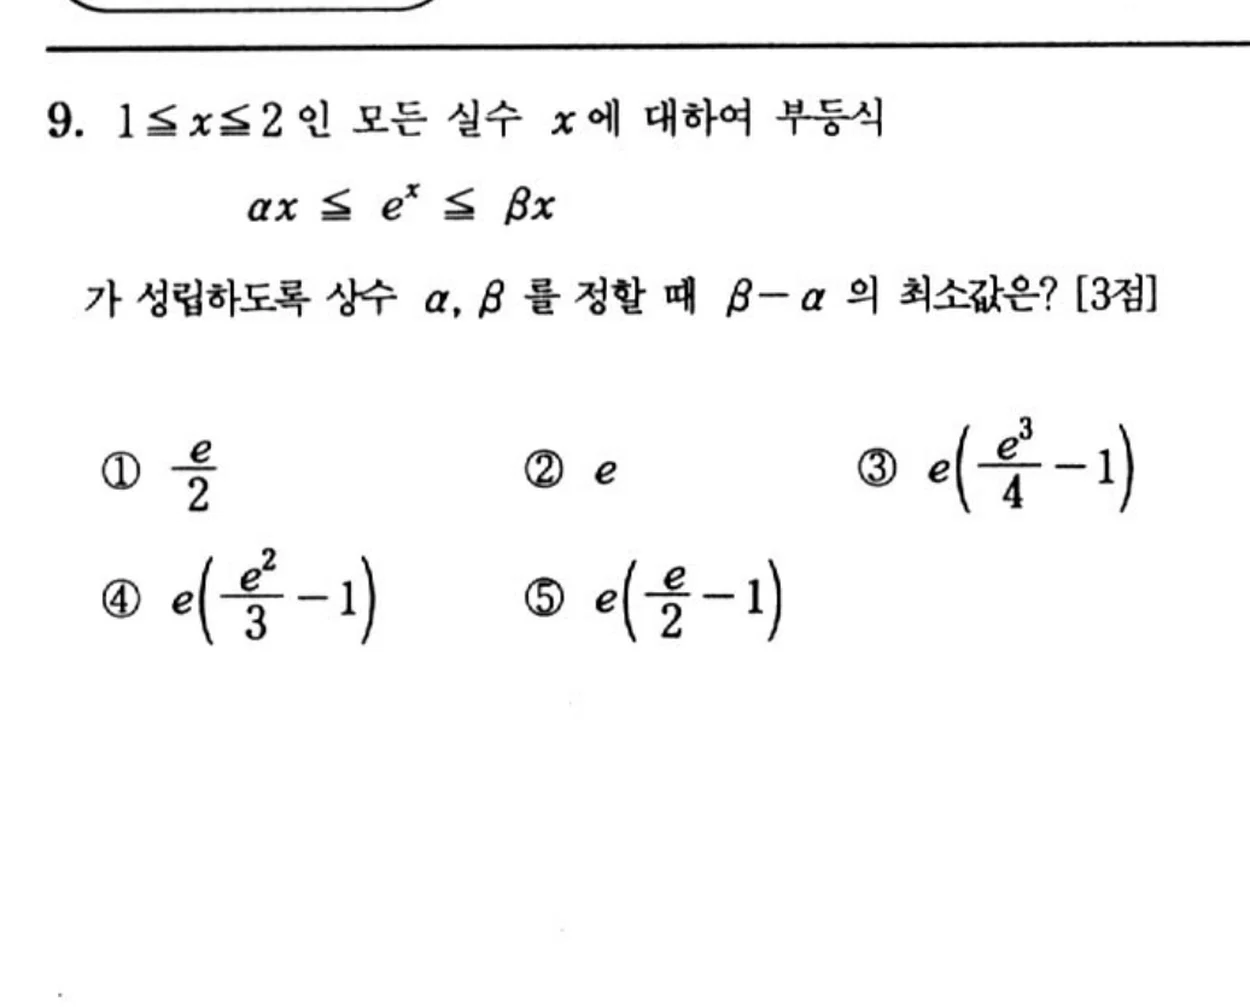 9. 1≦x≦2 인 모든 실수 x에 대하여 부등식
αx ≦ eˣ ≦ βx
가 성립하도록 상수 α, β 를 정할 때 β－α 의 최소값은? [3점]
① e/2 ② e ③ e(e³/4－1)
④ e(e²/3－1) ⑤ e(e/2－1)